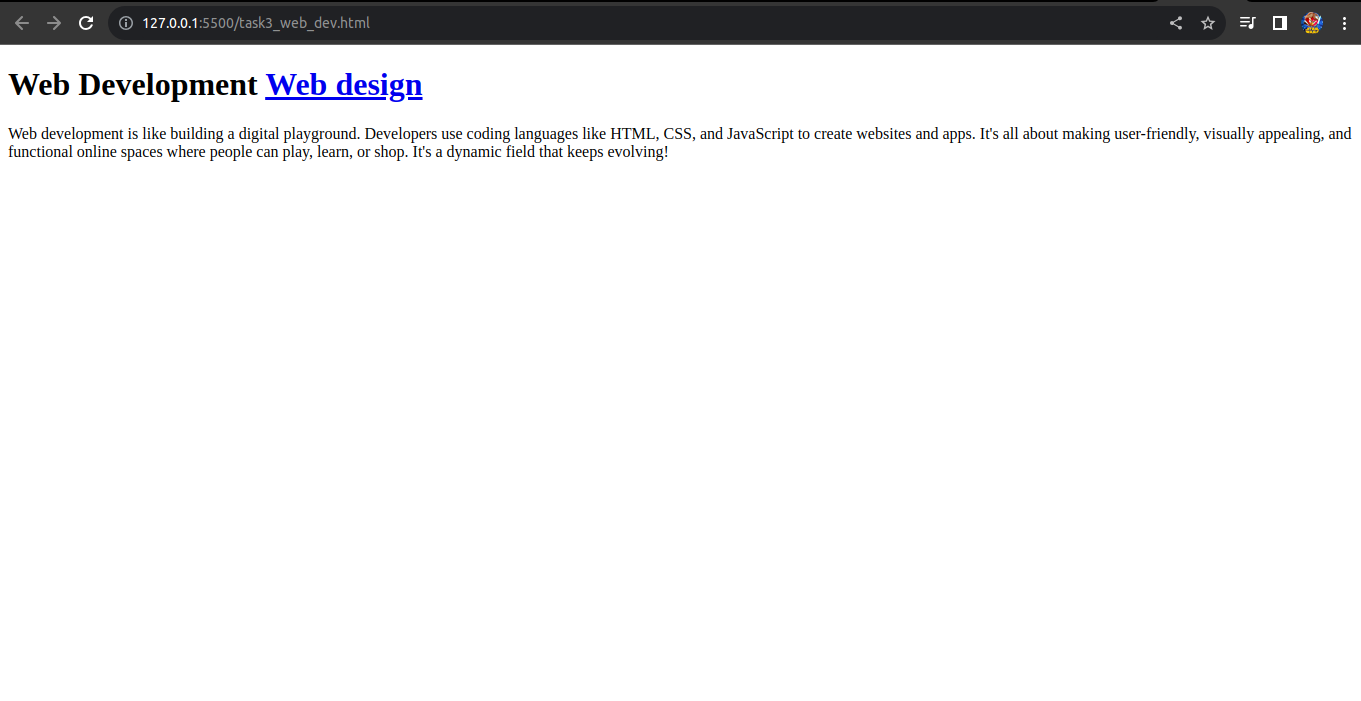 127.0.0.1:5500/task3_web_dev.html
Web Development Web design
Web development is like building a digital playground. Developers use coding languages like HTML, CSS, and JavaScript to create websites and apps. It's all about making user-friendly, visually appealing, and
functional online spaces where people can play, learn, or shop. It's a dynamic field that keeps evolving!